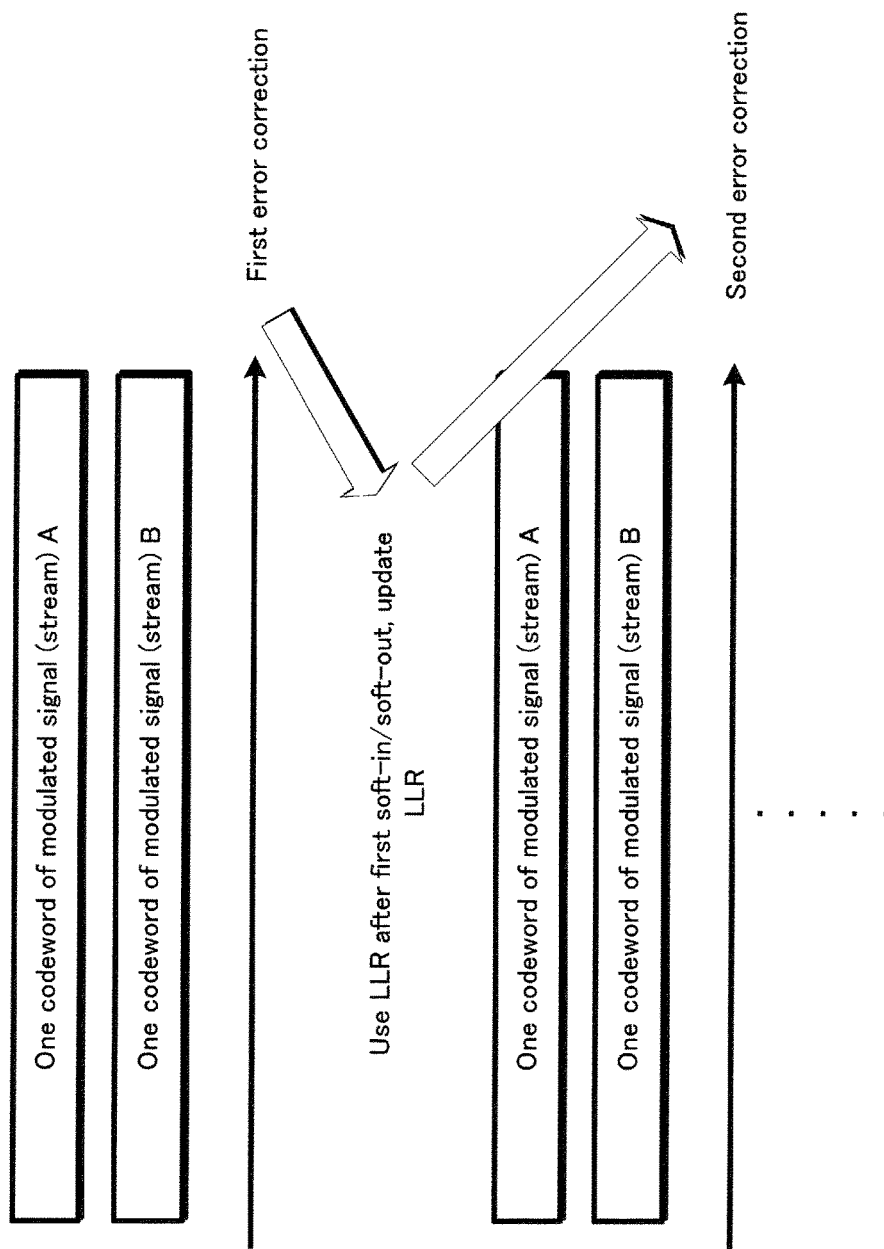 One codeword of modulated signal (stream) A
One codeword of modulated signal (stream) B
First error correction
Use LLR after first soft-in/soft-out, update
LLR
One codeword of modulated signal (stream) A
One codeword of modulated signal (stream) B
Second error correction
. . . . .